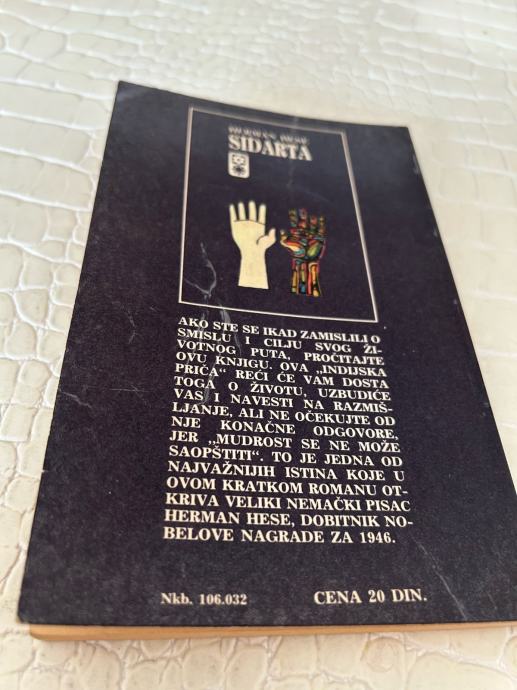 HERMAN HESE
SIDARTA
AKO STE SE IKAD ZAMISLILI O
SMISLU I CILJU SVOG ŽI-
VOTNOG PUTA, PROČITAJTE
OVU KNJIGU. OVA „INDIJSKA
PRIČA“ REĆI ĆE VAM DOSTA
TOGA O ŽIVOTU, UZBUDIĆE
VAS I NAVESTI NA RAZMIŠ-
LJANJE, ALI NE OČEKUJTE OD
NJE KONAČNE ODGOVORE,
JER „MUDROST SE NE MOŽE
SAOPŠTITI“. TO JE JEDNA OD
NAJVAŽNIJIH ISTINA KOJE U
OVOM KRATKOM ROMANU OT-
KRIVA VELIKI NEMAČKI PISAC
HERMAN HESE, DOBITNIK NO-
BELOVE NAGRADE ZA 1946.
Nkb. 106.032
CENA 20 DIN.